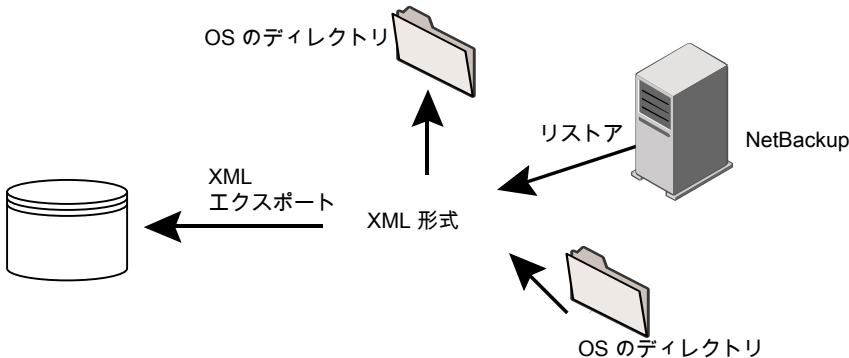 OS のディレクトリ
リストア
NetBackup
XML
エクスポート
XML 形式
OS のディレクトリ